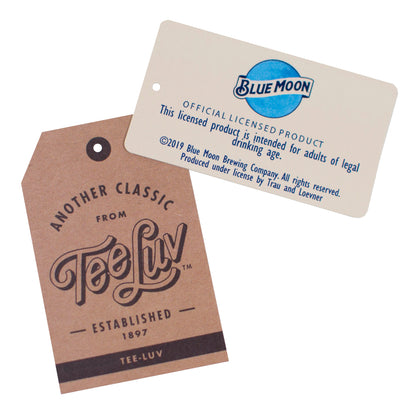 BLUE MOON
OFFICIAL LICENSED PRODUCT
This licensed product is intended for adults of legal
drinking age.
©2019 Blue Moon Brewing Company. All rights reserved.
Produced under license by Trau and Loevner
ANOTHER CLASSIC
FROM
TeeLuv™
ESTABLISHED
1897
TEE-LUV